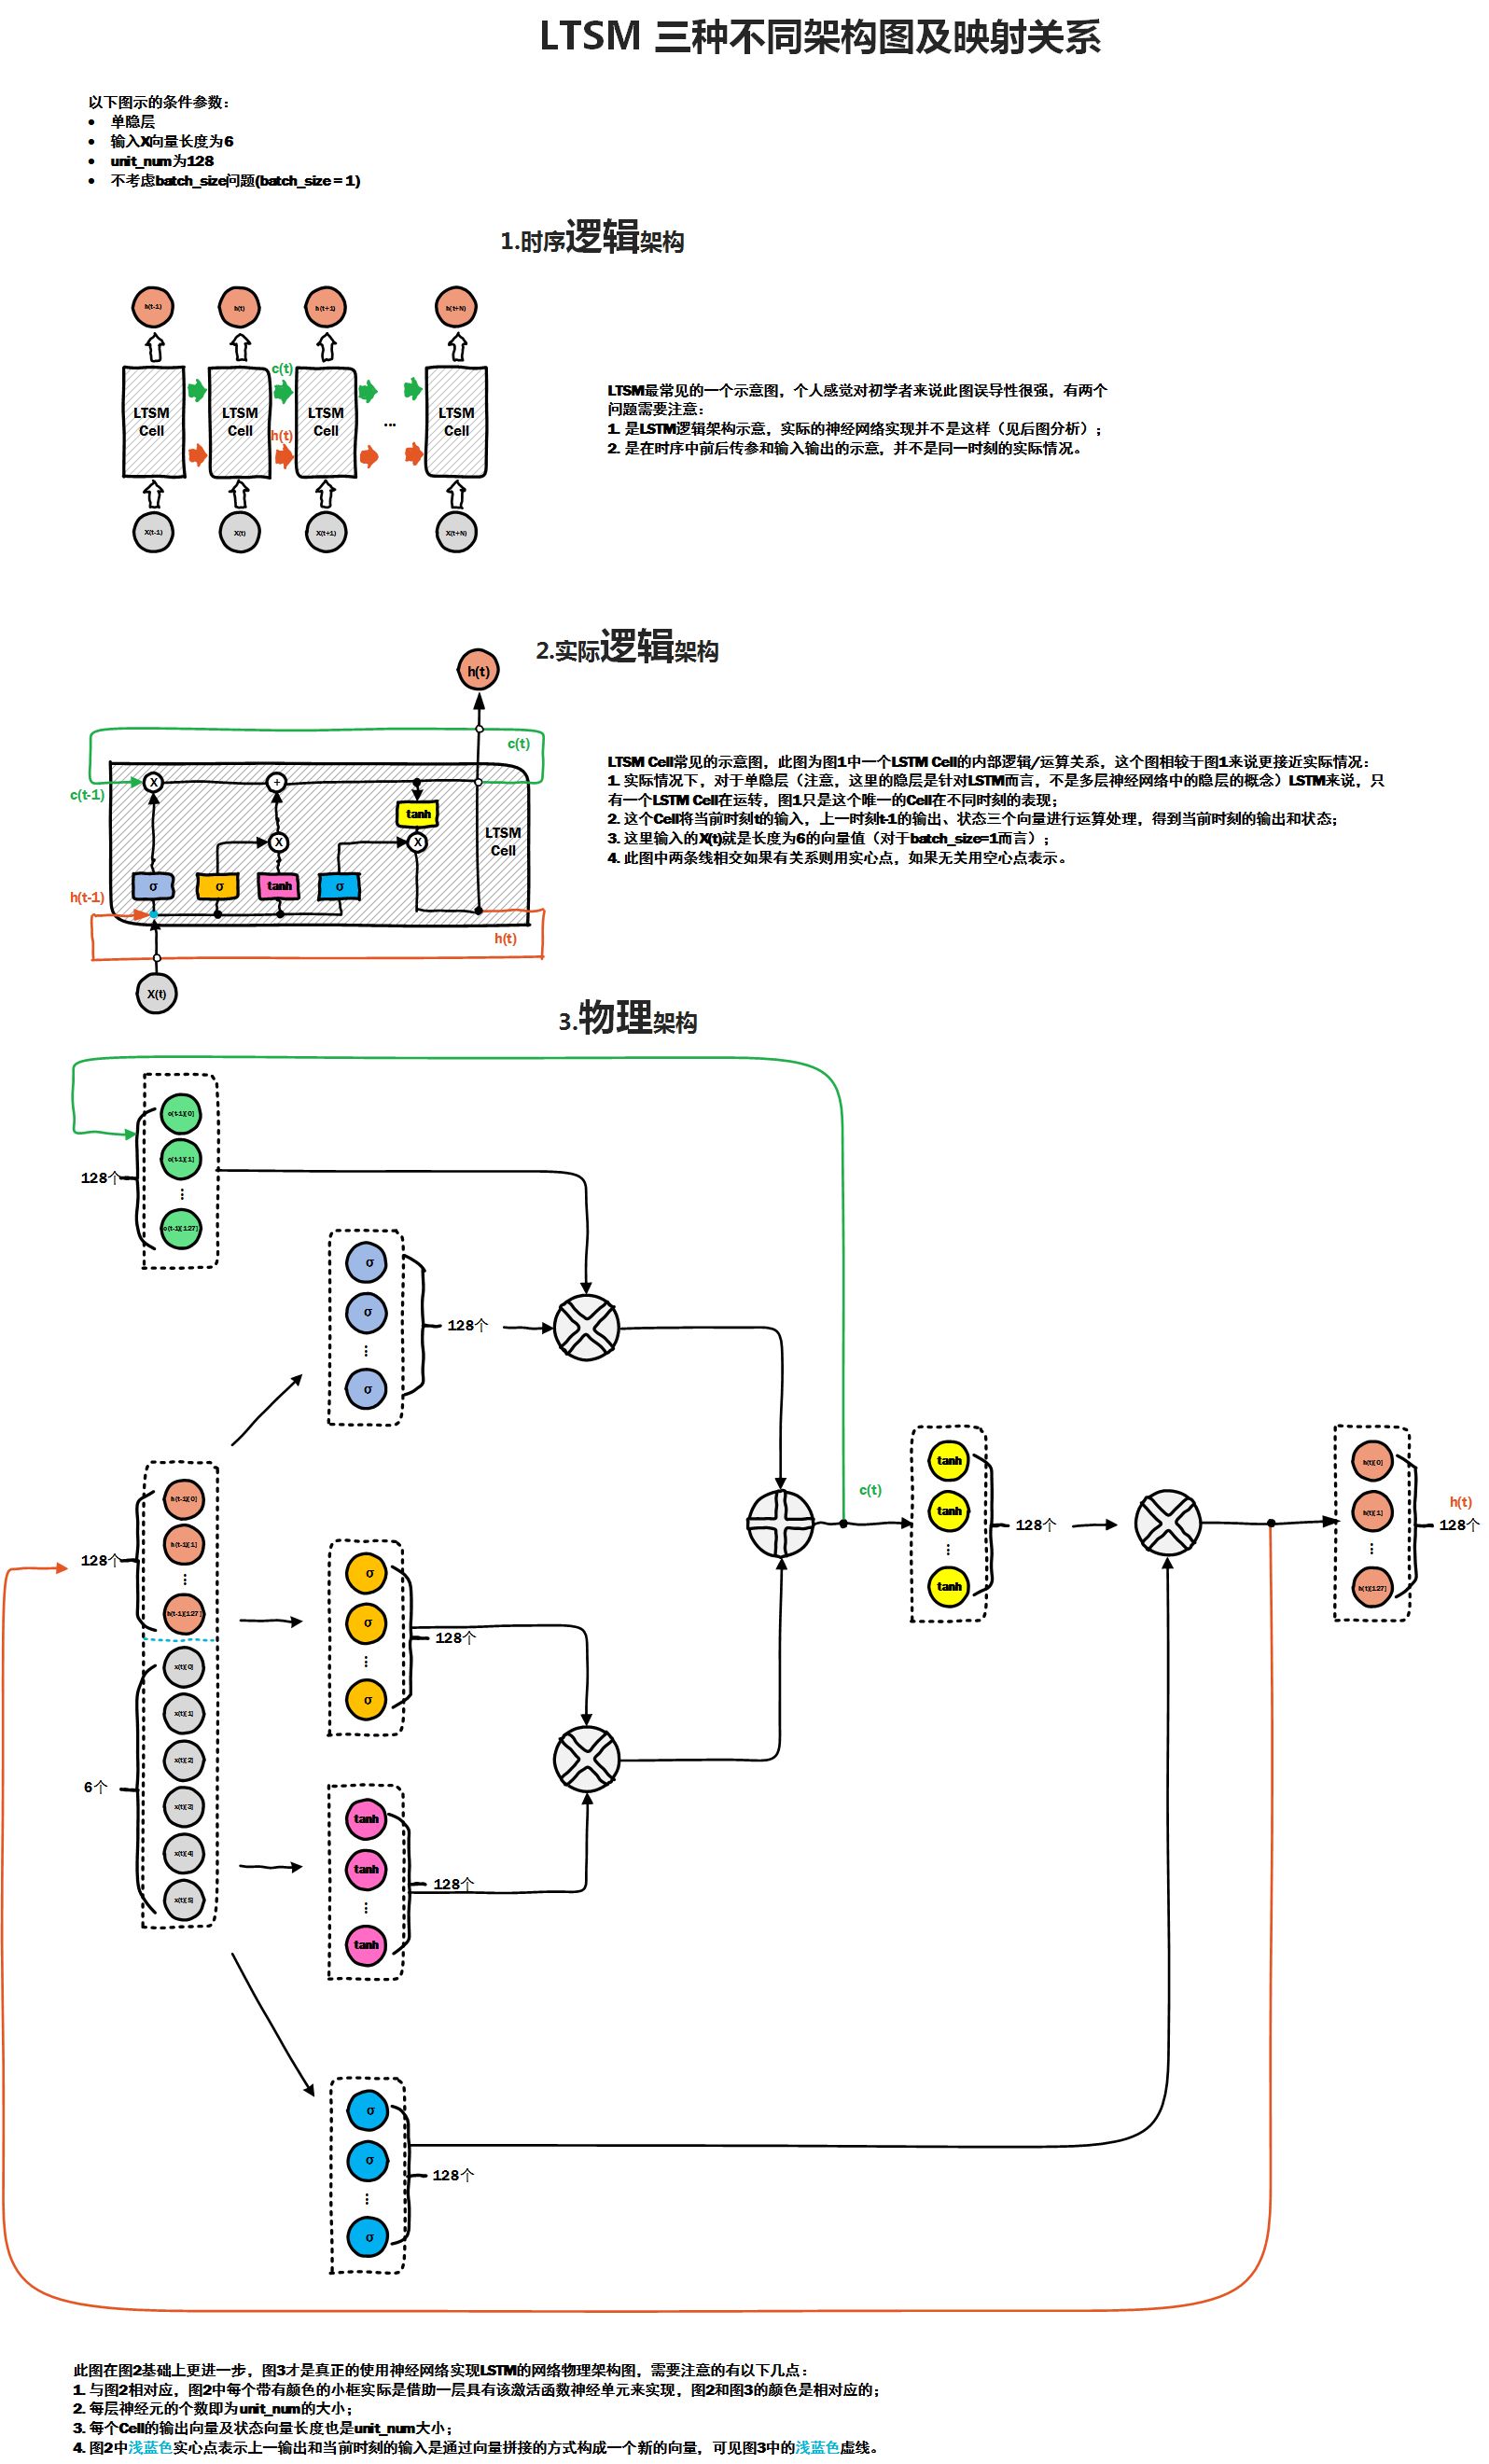 LTSM 三种不同架构图及映射关系
以下图示的条件参数：
• 单隐层
• 输入X向量长度为6
• unit_num为128
• 不考虑batch_size问题(batch_size = 1)
1.时序逻辑架构
h(t-1) h(t) h(t+1) h(t+N)
c(t)
LTSM Cell
LTSM Cell
LTSM Cell
...
LTSM Cell
h(t)
X(t-1) X(t) X(t+1) X(t+N)
LTSM最常见的一个示意图，个人感觉对初学者来说此图误导性很强，有两个
问题需要注意：
1. 是LSTM逻辑架构示意，实际的神经网络实现并不是这样（见后图分析）；
2. 是在时序中前后传参和输入输出的示意，并不是同一时刻的实际情况。
2.实际逻辑架构
h(t)
c(t)
X +
c(t-1)
tanh
X X
LTSM
Cell
σ σ tanh σ
h(t-1)
h(t)
X(t)
LTSM Cell常见的示意图，此图为图1中一个LSTM Cell的内部逻辑/运算关系，这个图相较于图1来说更接近实际情况：
1. 实际情况下，对于单隐层（注意，这里的隐层是针对LSTM而言，不是多层神经网络中的隐层的概念）LSTM来说，只
有一个LSTM Cell在运转，图1只是这个唯一的Cell在不同时刻的表现；
2. 这个Cell将当前时刻t的输入，上一时刻t-1的输出、状态三个向量进行运算处理，得到当前时刻的输出和状态；
3. 这里输入的X(t)就是长度为6的向量值（对于batch_size=1而言）；
4. 此图中两条线相交如果有关系则用实心点，如果无关用空心点表示。
3.物理架构
c(t-1)[0]
c(t-1)[1]
128个
...
c(t-1)[127]
σ
σ
128个
...
σ
h(t-1)[0]
h(t-1)[1]
128个
...
h(t-1)[127]
x(t)[0]
x(t)[1]
x(t)[2]
6个
x(t)[2]
x(t)[4]
x(t)[5]
σ
σ
128个
...
σ
tanh
tanh
128个
...
tanh
σ
σ
128个
...
σ
c(t)
tanh
tanh
128个
...
tanh
h(t)[0]
h(t)
h(t)[1]
128个
...
h(t)[127]
此图在图2基础上更进一步，图3才是真正的使用神经网络实现LSTM的网络物理架构图，需要注意的有以下几点：
1. 与图2相对应，图2中每个带有颜色的小框实际是借助一层具有该激活函数神经单元来实现，图2和图3的颜色是相对应的；
2. 每层神经元的个数即为unit_num的大小；
3. 每个Cell的输出向量及状态向量长度也是unit_num大小；
4. 图2中浅蓝色实心点表示上一输出和当前时刻的输入是通过向量拼接的方式构成一个新的向量，可见图3中的浅蓝色虚线。